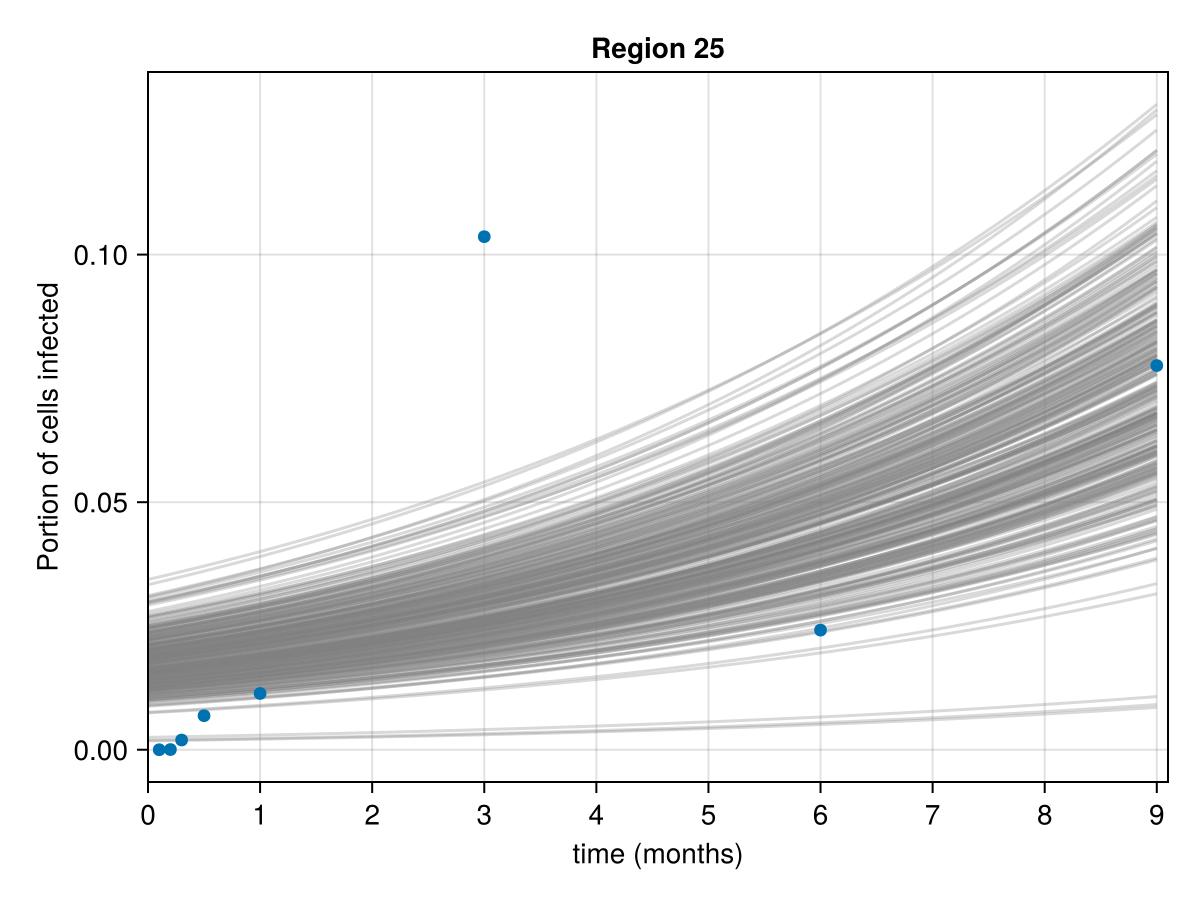 Region 25
Portion of cells infected
0.10
0.05
0.00
0 1 2 3 4 5 6 7 8 9
time (months)